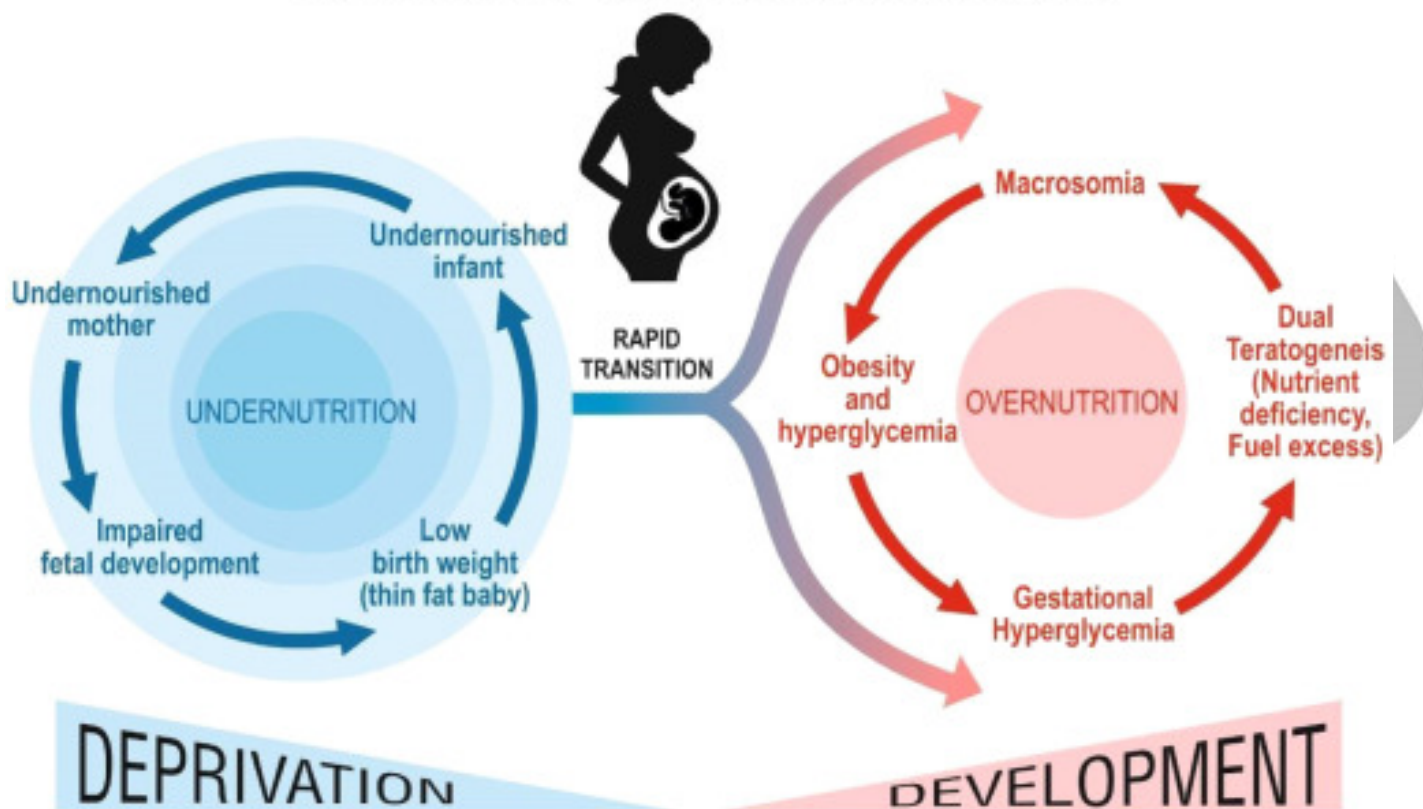 Undernourished
infant
Undernourished
mother
UNDERNUTRITION
Impaired
fetal development
Low
birth weight
(thin fat baby)
RAPID
TRANSITION
Macrosomia
Dual
Teratogeneis
(Nutrient
deficiency,
Fuel excess)
Obesity
and
hyperglycemia
OVERNUTRITION
Gestational
Hyperglycemia
DEPRIVATION
DEVELOPMENT